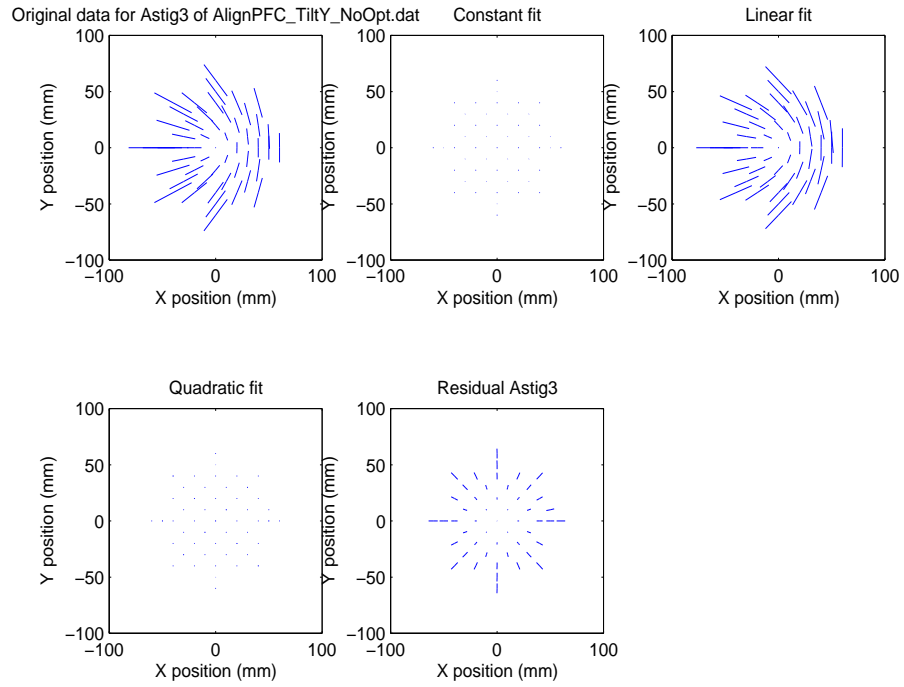 Original data for Astig3 of AlignPFC_TiltY_NoOpt.dat
Constant fit
Linear fit
100
50
0
−50
−100
−100
0
100
Y position (mm)
X position (mm)
100
50
0
−50
−100
−100
0
100
Y position (mm)
X position (mm)
100
50
0
−50
−100
−100
0
100
Y position (mm)
X position (mm)
Quadratic fit
Residual Astig3
100
50
0
−50
−100
−100
0
100
Y position (mm)
X position (mm)
100
50
0
−50
−100
−100
0
100
Y position (mm)
X position (mm)